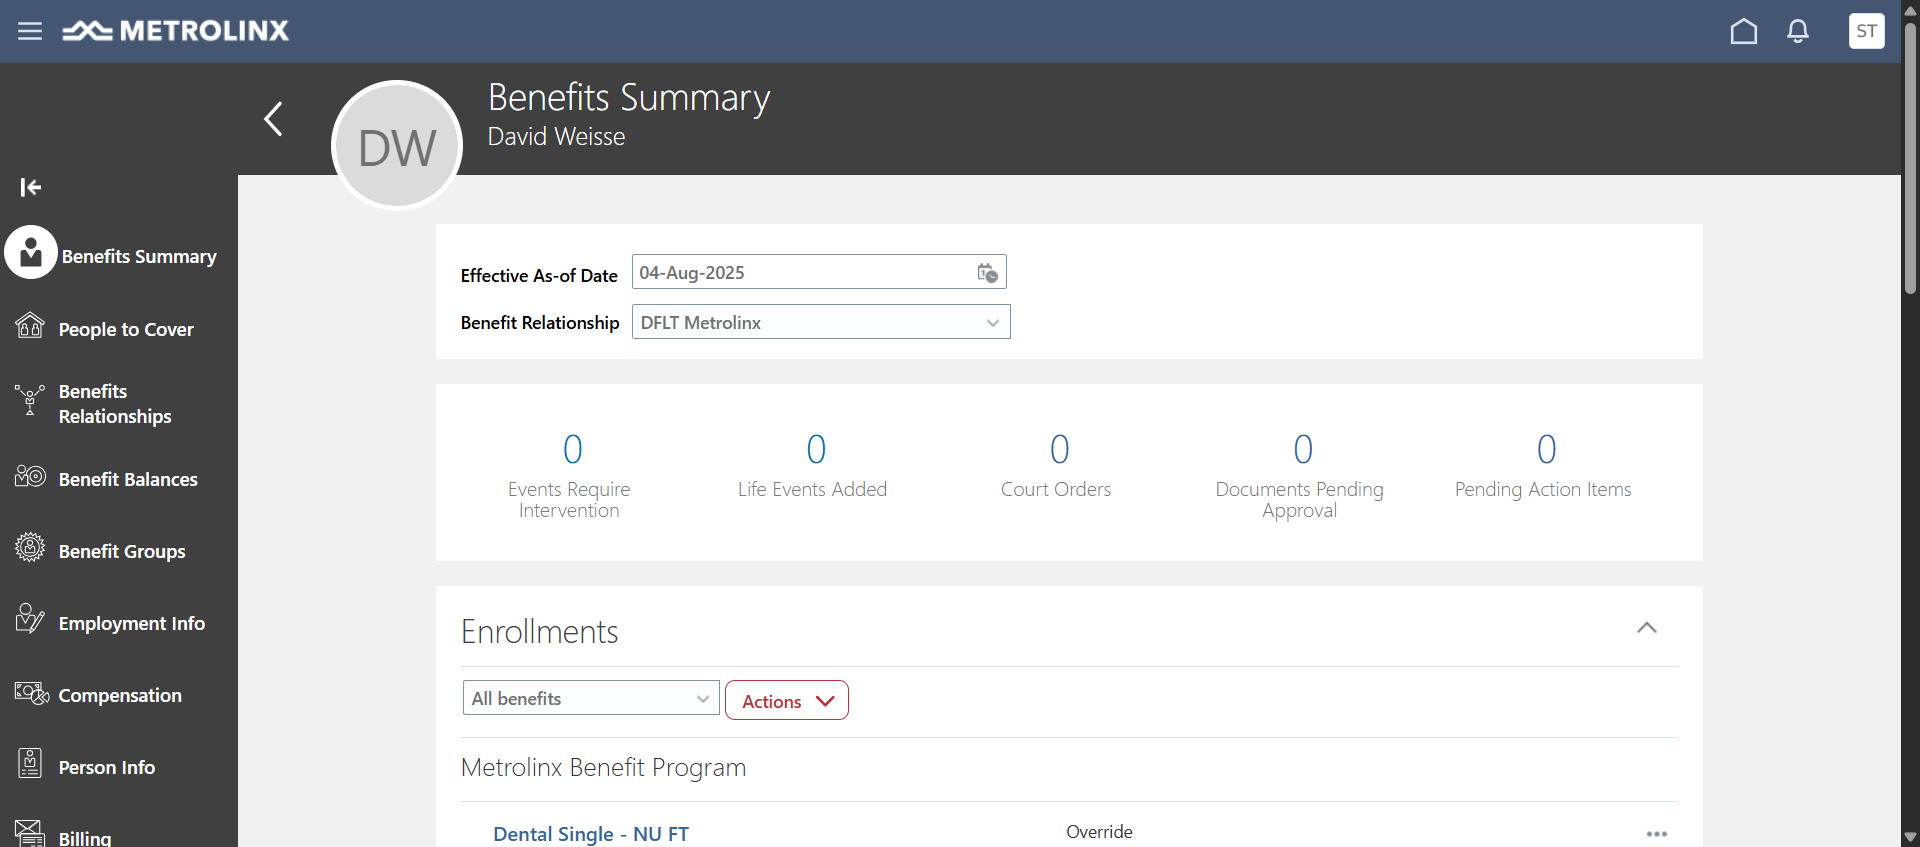 METROLINX
ST
DW
Benefits Summary
David Weisse
Benefits Summary
People to Cover
Benefits
Relationships
Benefit Balances
Benefit Groups
Employment Info
Compensation
Person Info
Billing
Effective As-of Date
04-Aug-2025
Benefit Relationship
DFLT Metrolinx
0
Events Require
Intervention
0
Life Events Added
0
Court Orders
0
Documents Pending
Approval
0
Pending Action Items
Enrollments
All benefits
Actions
Metrolinx Benefit Program
Dental Single - NU FT
Override